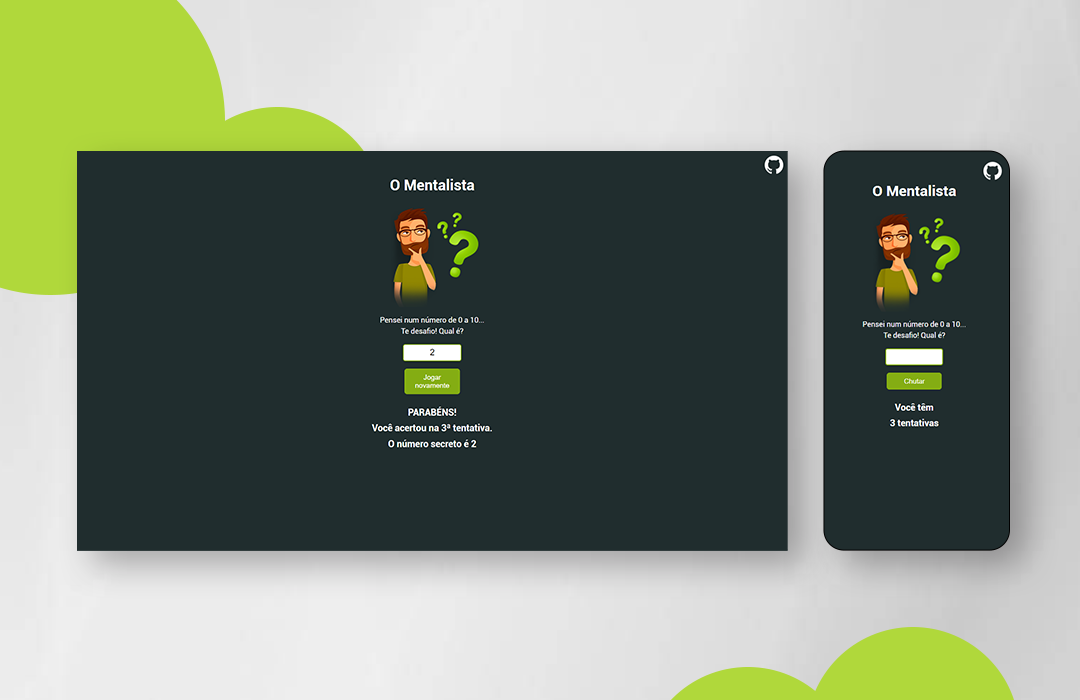 O Mentalista
Pensei num número de 0 a 10...
Te desafio! Qual é?
2
Jogar
novamente
PARABÉNS!
Você acertou na 3ª tentativa.
O número secreto é 2
O Mentalista
Pensei num número de 0 a 10...
Te desafio! Qual é?
Chutar
Você têm
3 tentativas